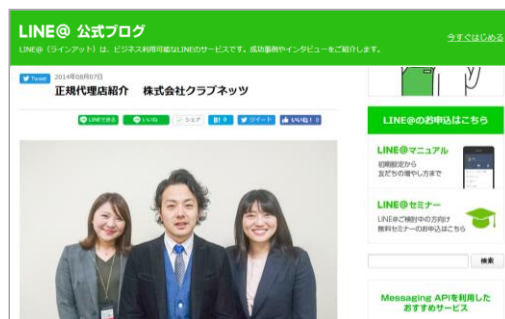 LINE@ 公式ブログ
LINE@（ラインアット）は、ビジネス利用可能なLINEのサービスです。成功事例やインタビューをご紹介します。
今すぐはじめる
Tweet
2014年08月07日
正規代理店紹介 株式会社クラブネッツ
LINEで送る
いいね
シェア
B! 0
ツイート
いいね！ 0
LINE@のお申込はこちら
LINE@マニュアル
初期設定から
友だちの増やし方まで
LINE@セミナー
LINE@ご検討中の方向け
無料セミナーのお申込はこちら
検索
Messaging APIを利用した
おすすめサービス